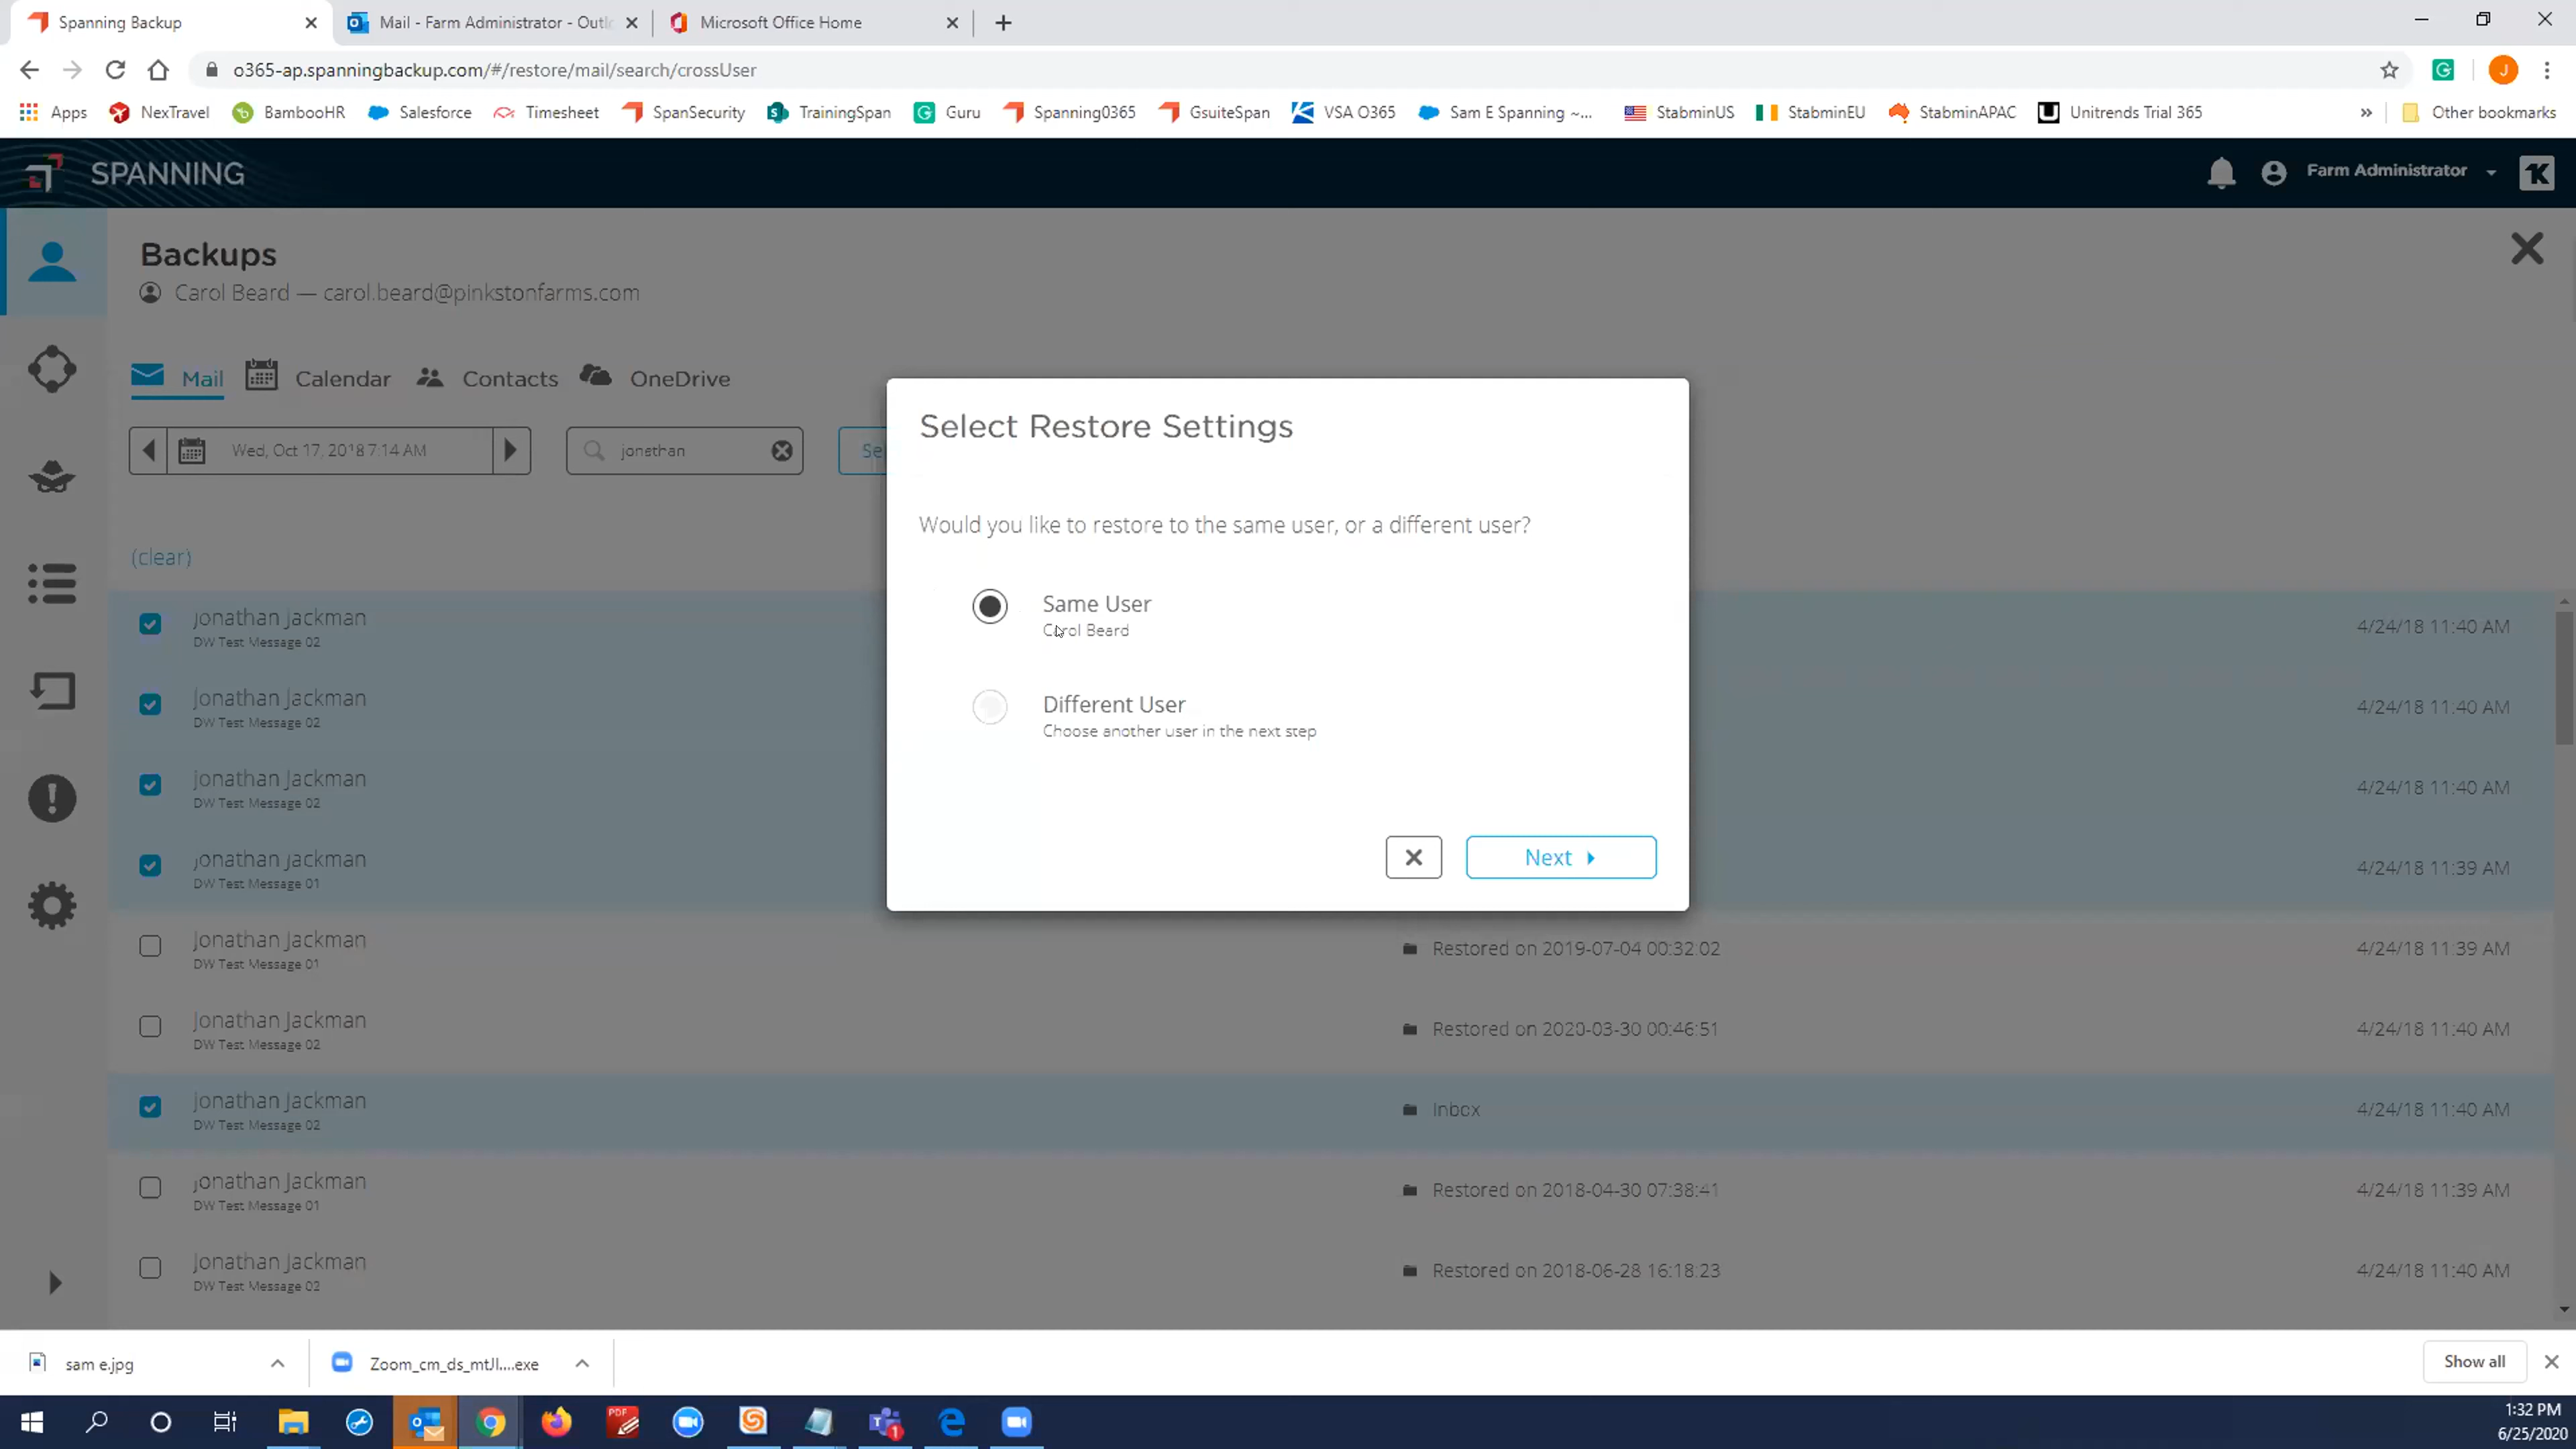 Spanning Backup
Mail - Farm Administrator - Outl
Microsoft Office Home
o365-ap.spanningbackup.com/#/restore/mail/search/crossUser
Apps
NexTravel
BambooHR
Salesforce
Timesheet
SpanSecurity
TrainingSpan
Guru
Spanning0365
GsuiteSpan
VSA O365
Sam E Spanning ~...
StabminUS
StabminEU
StabminAPAC
Unitrends Trial 365
Other bookmarks
SPANNING
Farm Administrator
Backups
Carol Beard — carol.beard@pinkstonfarms.com
Mail
Calendar
Contacts
OneDrive
Wed, Oct 17, 2018 7:14 AM
jonathan
Se
(clear)
Select Restore Settings
Would you like to restore to the same user, or a different user?
Same User
Carol Beard
Different User
Choose another user in the next step
Next
Jonathan Jackman
DW Test Message 02
4/24/18 11:40 AM
Jonathan Jackman
DW Test Message 02
4/24/18 11:40 AM
Jonathan Jackman
DW Test Message 02
4/24/18 11:40 AM
Jonathan Jackman
DW Test Message 01
4/24/18 11:39 AM
Jonathan Jackman
DW Test Message 01
Restored on 2019-07-04 00:32:02
4/24/18 11:39 AM
Jonathan Jackman
DW Test Message 02
Restored on 2020-03-30 00:46:51
4/24/18 11:40 AM
Jonathan Jackman
DW Test Message 02
Inbox
4/24/18 11:40 AM
Jonathan Jackman
DW Test Message 01
Restored on 2018-04-30 07:38:41
4/24/18 11:39 AM
Jonathan Jackman
DW Test Message 02
Restored on 2018-06-28 16:18:23
4/24/18 11:40 AM
sam e.jpg
Zoom_cm_ds_mtJl....exe
Show all
1:32 PM
6/25/2020